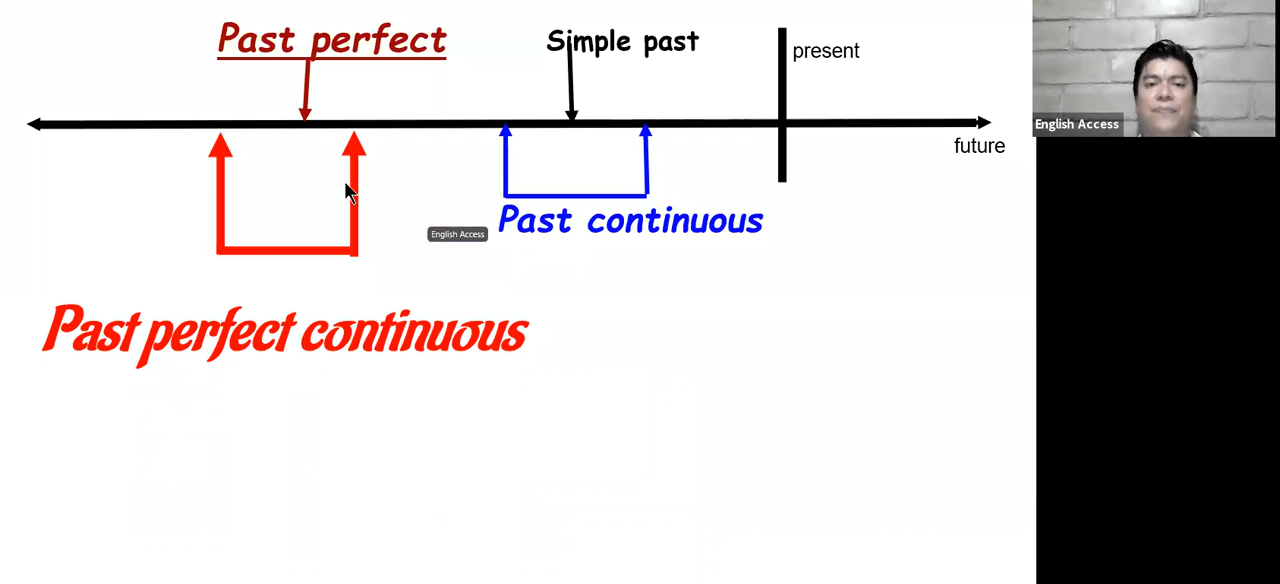 Past perfect
Simple past
present
English Access
future
Past continuous
English Access
Past perfect continuous